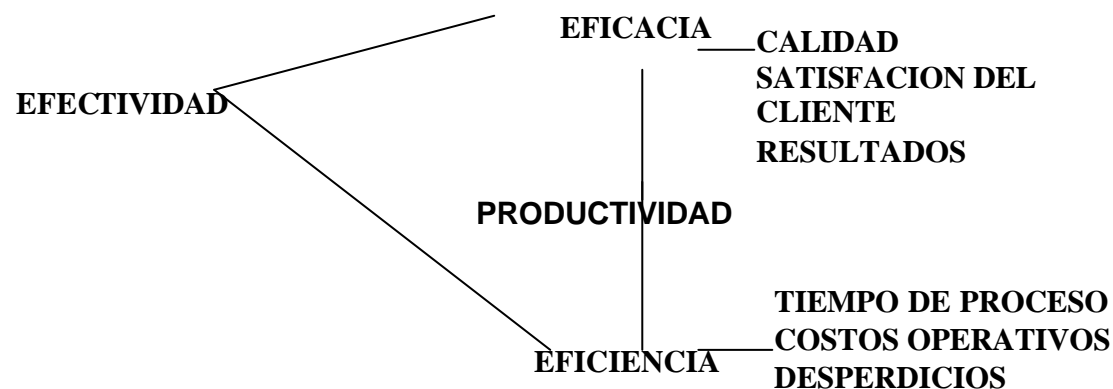 EFICACIA
CALIDAD
SATISFACION DEL
CLIENTE
RESULTADOS
EFECTIVIDAD
PRODUCTIVIDAD
TIEMPO DE PROCESO
COSTOS OPERATIVOS
DESPERDICIOS
EFICIENCIA